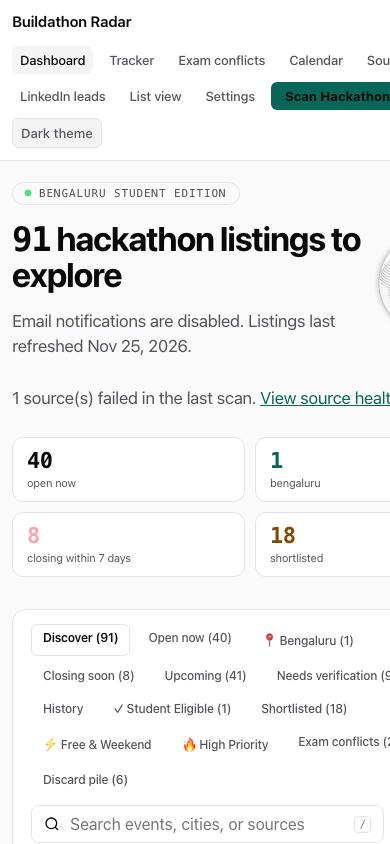 Buildathon Radar
Dashboard Tracker Exam conflicts Calendar Sou
LinkedIn leads List view Settings Scan Hackathon
Dark theme
BENGALURU STUDENT EDITION
91 hackathon listings to
explore
Email notifications are disabled. Listings last
refreshed Nov 25, 2026.
1 source(s) failed in the last scan. View source healt
40
open now
1
bengaluru
8
closing within 7 days
18
shortlisted
Discover (91) Open now (40) 📍 Bengaluru (1)
Closing soon (8) Upcoming (41) Needs verification (9
History ✓ Student Eligible (1) Shortlisted (18)
⚡ Free & Weekend 🔥 High Priority Exam conflicts (2
Discard pile (6)
Search events, cities, or sources /